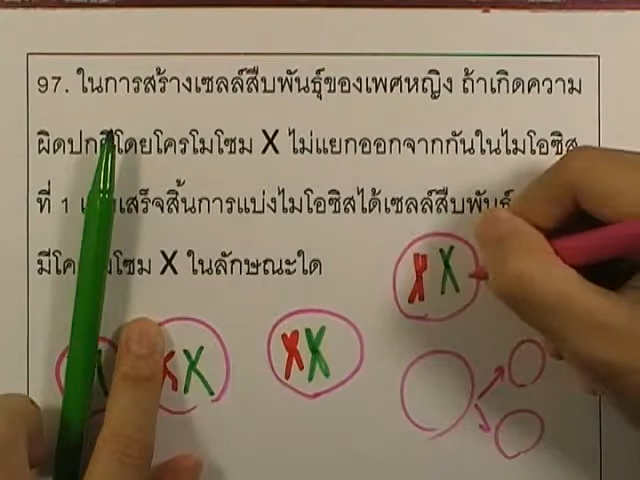 97. ในการสร้างเซลล์สืบพันธุ์ของเพศหญิง ถ้าเกิดความ
ผิดปกติโดยโครโมโซม X ไม่แยกออกจากกันในไมโอซิส
ที่ 1 เสร็จสิ้นการแบ่งไมโอซิสได้เซลล์สืบพันธุ์
มีโครโมโซม X ในลักษณะใด